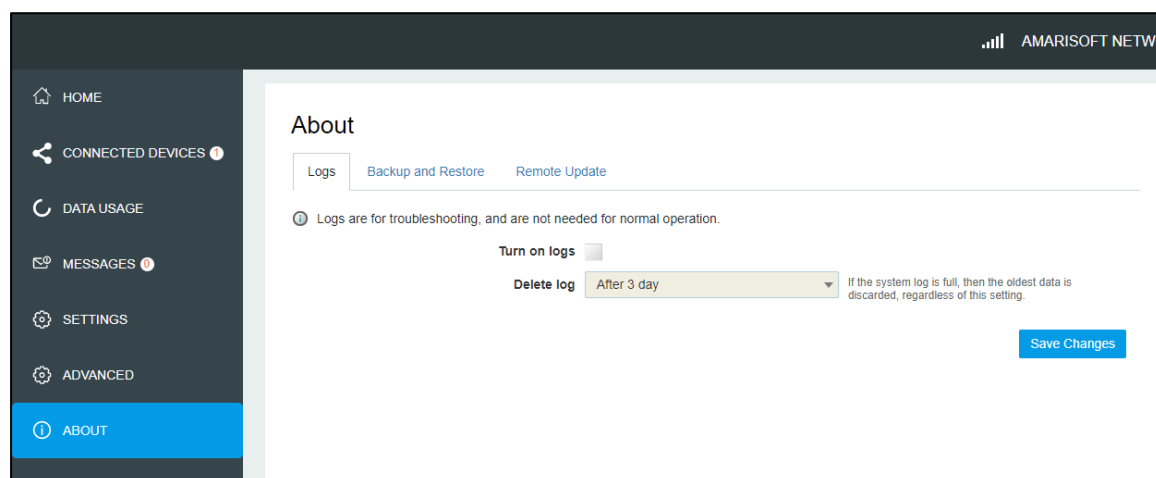 AMARISOFT NETW
HOME
CONNECTED DEVICES 1
DATA USAGE
MESSAGES 0
SETTINGS
ADVANCED
ABOUT
About
Logs Backup and Restore Remote Update
Logs are for troubleshooting, and are not needed for normal operation.
Turn on logs
Delete log After 3 day
If the system log is full, then the oldest data is
discarded, regardless of this setting.
Save Changes